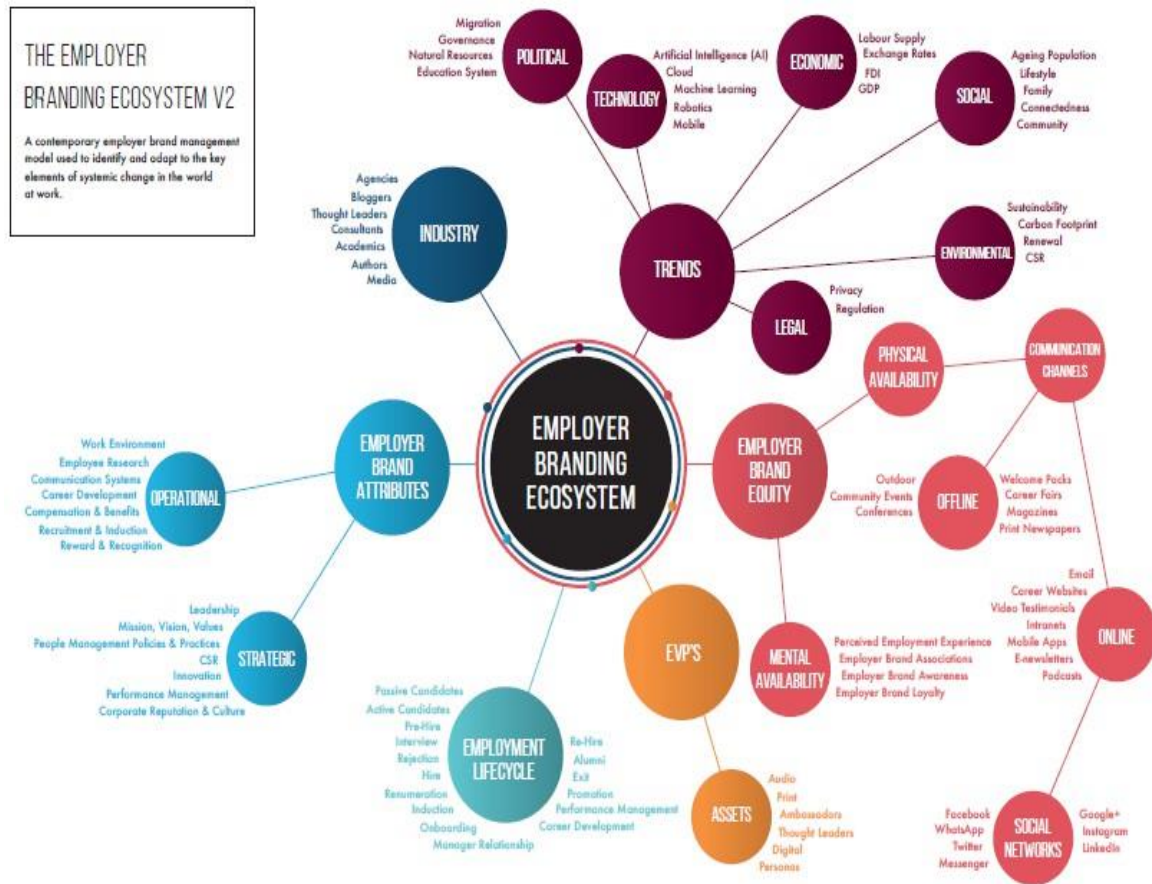 THE EMPLOYER
BRANDING ECOSYSTEM V2
A contemporary employer brand management
model used to identify and adapt to the key
elements of systemic change in the world
at work.
Migration
Governance
Natural Resources
Education System
POLITICAL
Artificial Intelligence (AI)
Cloud
Machine Learning
Robotics
Mobile
TECHNOLOGY
ECONOMIC
Labour Supply
Exchange Rates
FDI
GDP
Ageing Population
Lifestyle
Family
Connectedness
Community
SOCIAL
Agencies
Bloggers
Thought Leaders
Consultants
Academics
Authors
Media
INDUSTRY
TRENDS
ENVIRONMENTAL
Sustainability
Carbon Footprint
Renewal
CSR
LEGAL
Privacy
Regulation
PHYSICAL
AVAILABILITY
COMMUNICATION
CHANNELS
EMPLOYER
BRANDING
ECOSYSTEM
EMPLOYER
BRAND
ATTRIBUTES
EMPLOYER
BRAND
EQUITY
Work Environment
Employee Research
Communication Systems
Career Development
Compensation & Benefits
Recruitment & Induction
Reward & Recognition
OPERATIONAL
Outdoor
Community Events
Conferences
OFFLINE
Welcome Packs
Career Fairs
Magazines
Print Newspapers
Leadership
Mission, Vision, Values
People Management Policies & Practices
CSR
Innovation
Performance Management
Corporate Reputation & Culture
STRATEGIC
EVP'S
MENTAL
AVAILABILITY
Perceived Employment Experience
Employer Brand Associations
Employer Brand Awareness
Employer Brand Loyalty
Email
Career Websites
Video Testimonials
Intranets
Mobile Apps
E-newsletters
Podcasts
ONLINE
Passive Candidates
Active Candidates
Pre-Hire
Interview
Rejection
Hire
Renumeration
Induction
Onboarding
Manager Relationship
EMPLOYMENT
LIFECYCLE
Re-Hire
Alumni
Exit
Promotion
Performance Management
Career Development
ASSETS
Audio
Print
Ambassadors
Thought Leaders
Digital
Personas
Facebook
WhatsApp
Twitter
Messenger
SOCIAL
NETWORKS
Google+
Instagram
LinkedIn